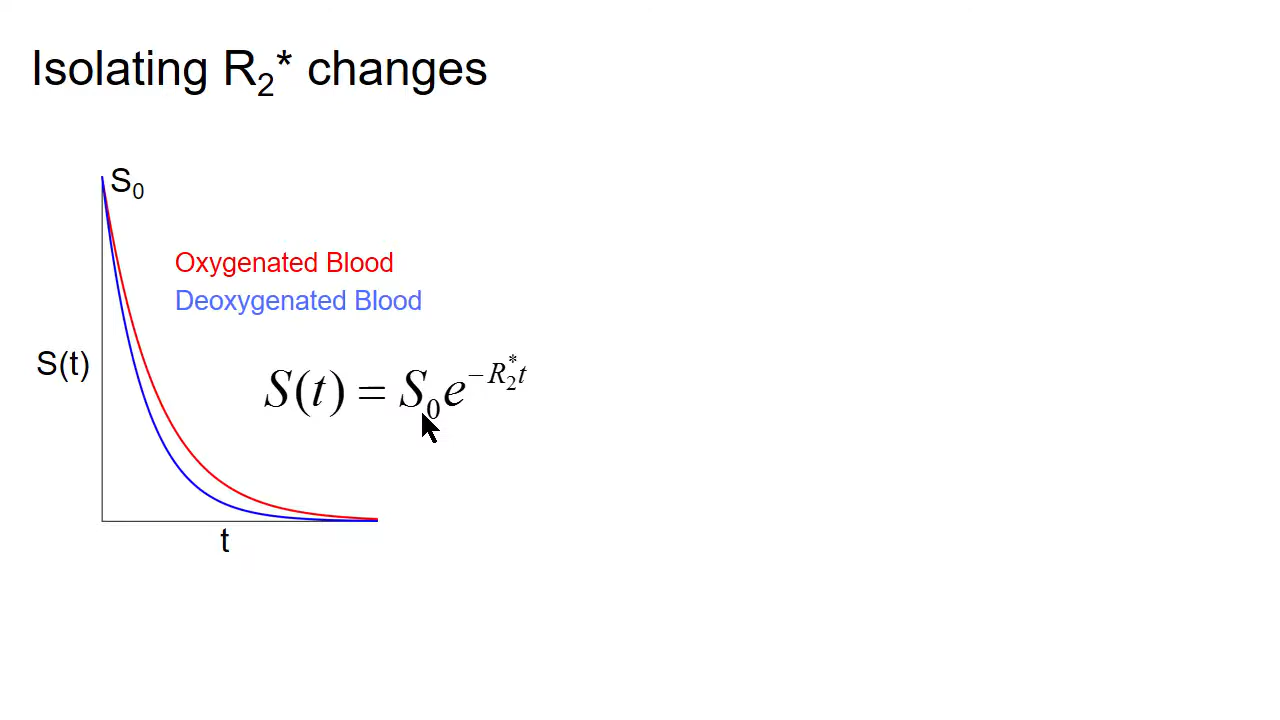 Isolating R₂* changes
S₀
Oxygenated Blood
Deoxygenated Blood
S(t)
S(t) = S₀e^{−R₂*t}
t